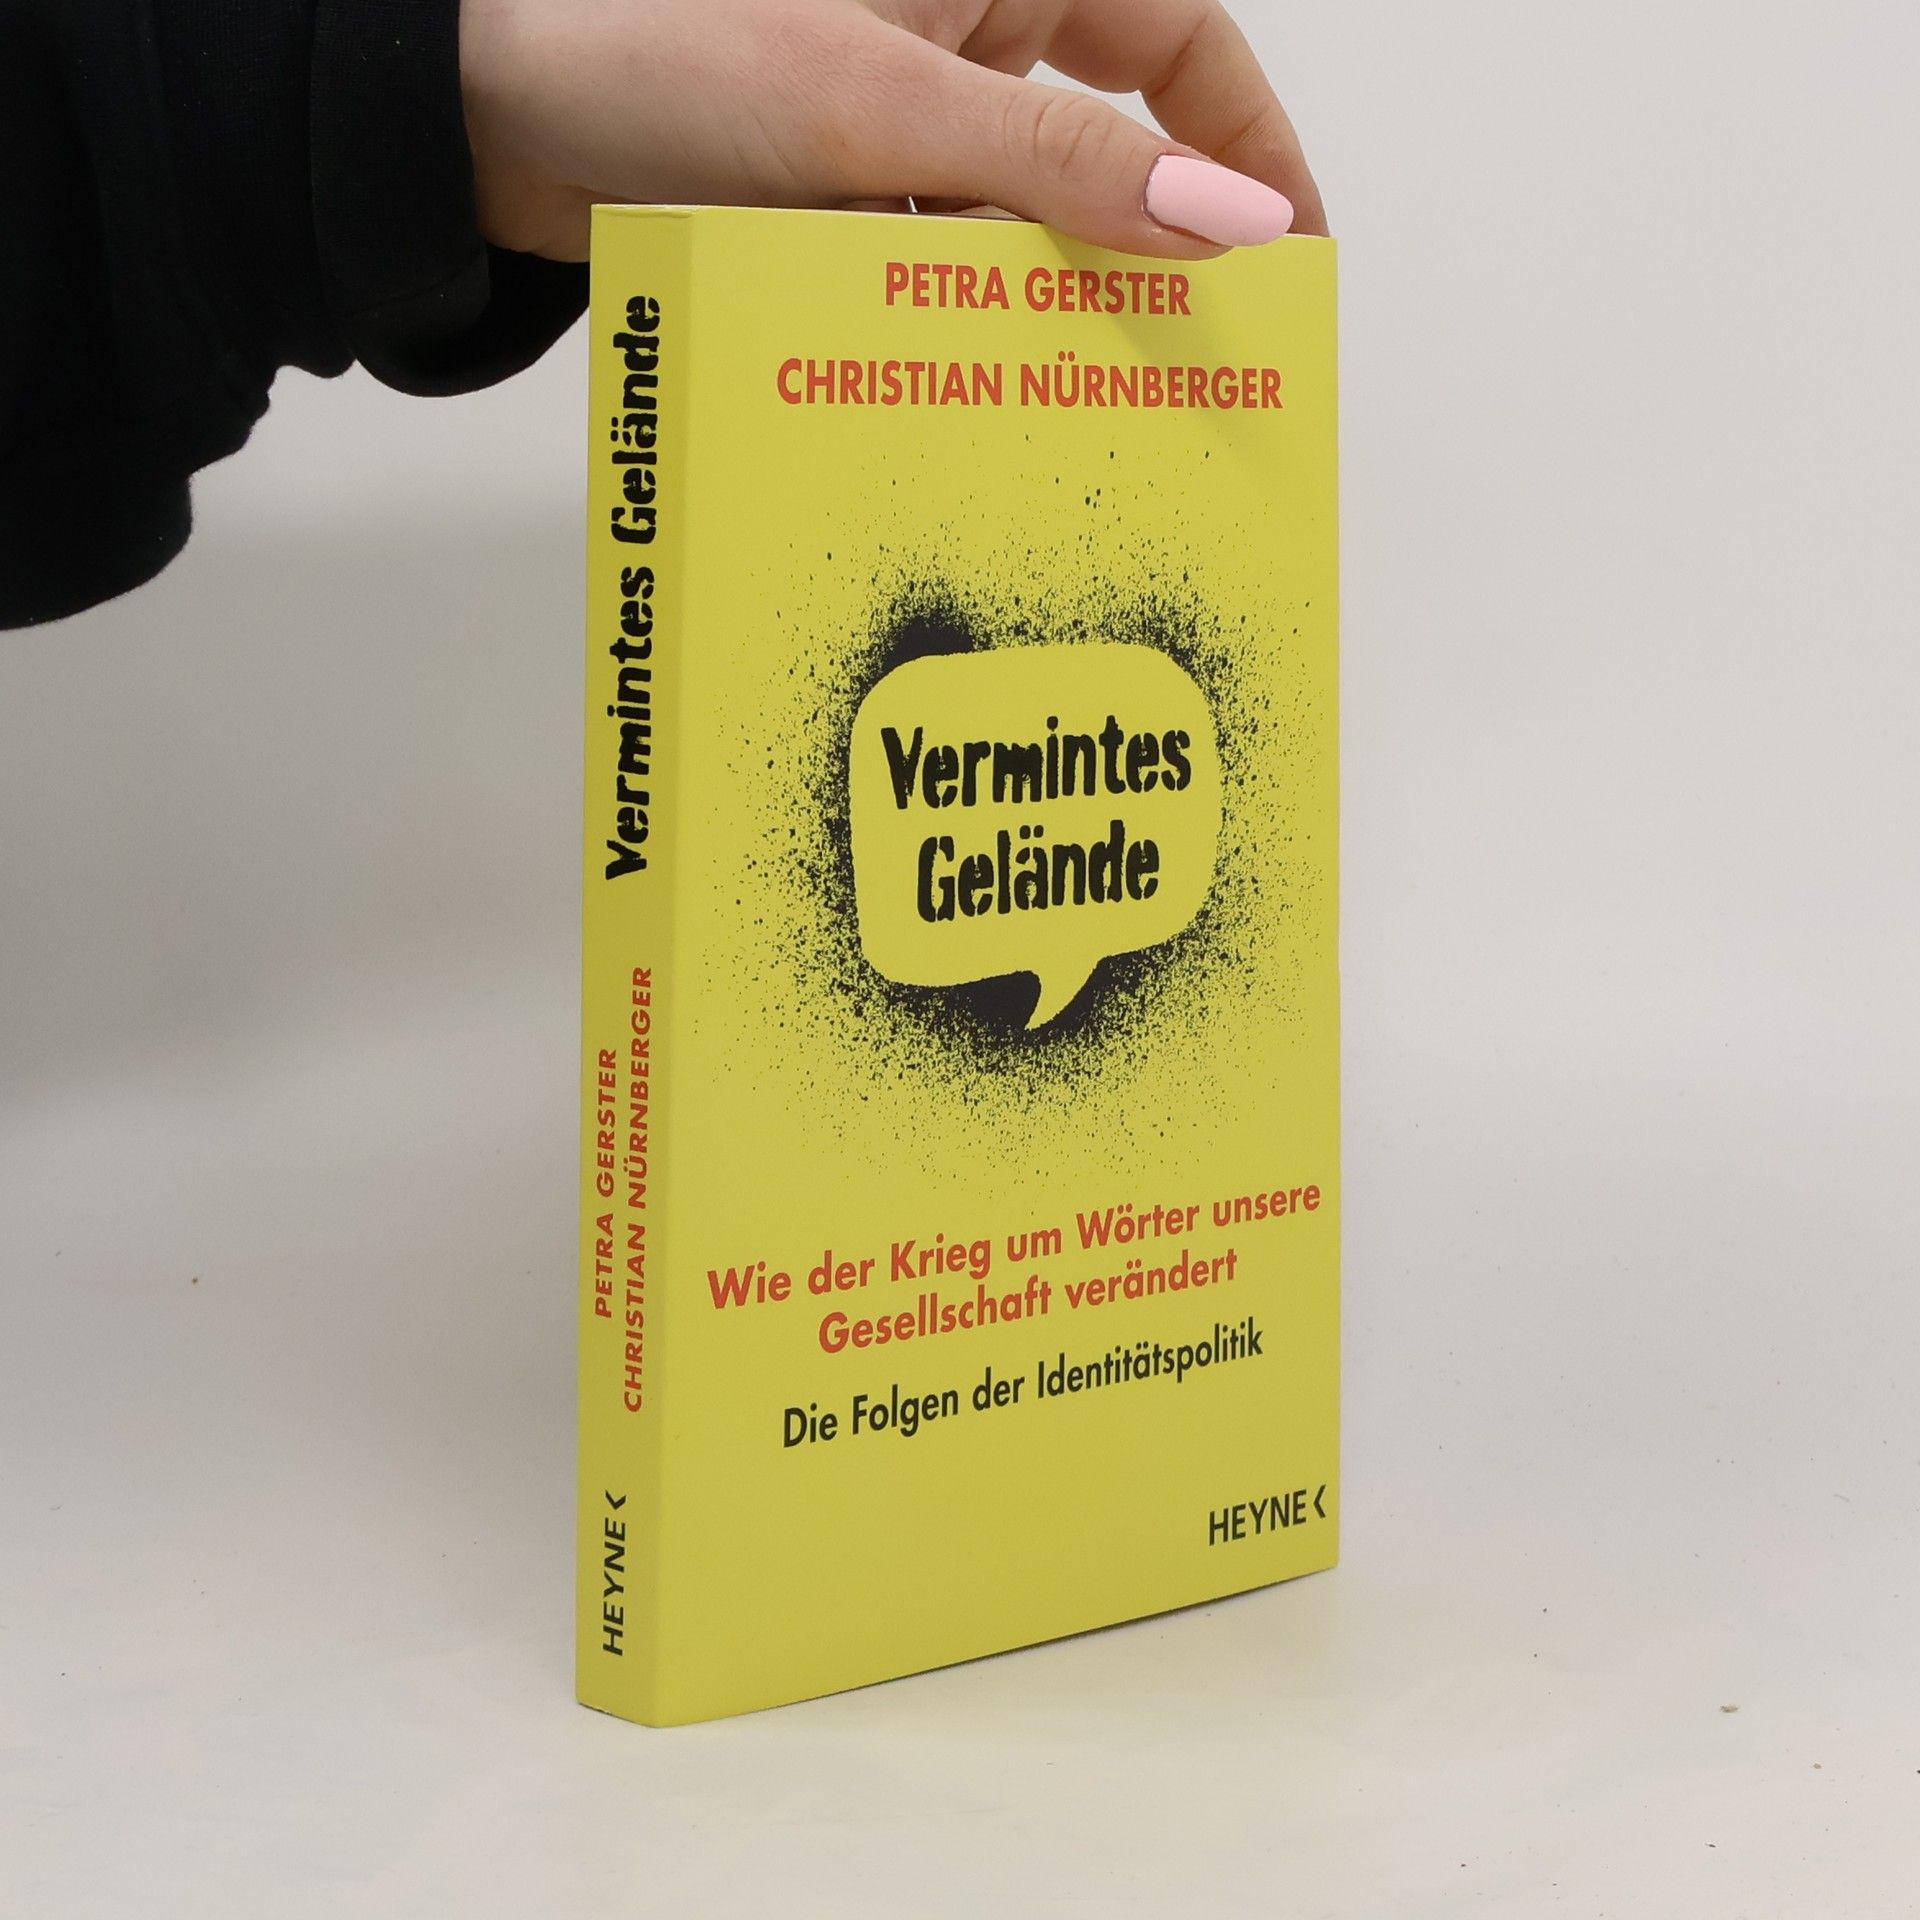 PETRA GERSTER
CHRISTIAN NÜRNBERGER
Vermintes
Gelände
Wie der Krieg um Wörter unsere
Gesellschaft verändert
Die Folgen der Identitätspolitik
HEYNE<
Vermintes Gelände
PETRA GERSTER
CHRISTIAN NÜRNBERGER
HEYNE<